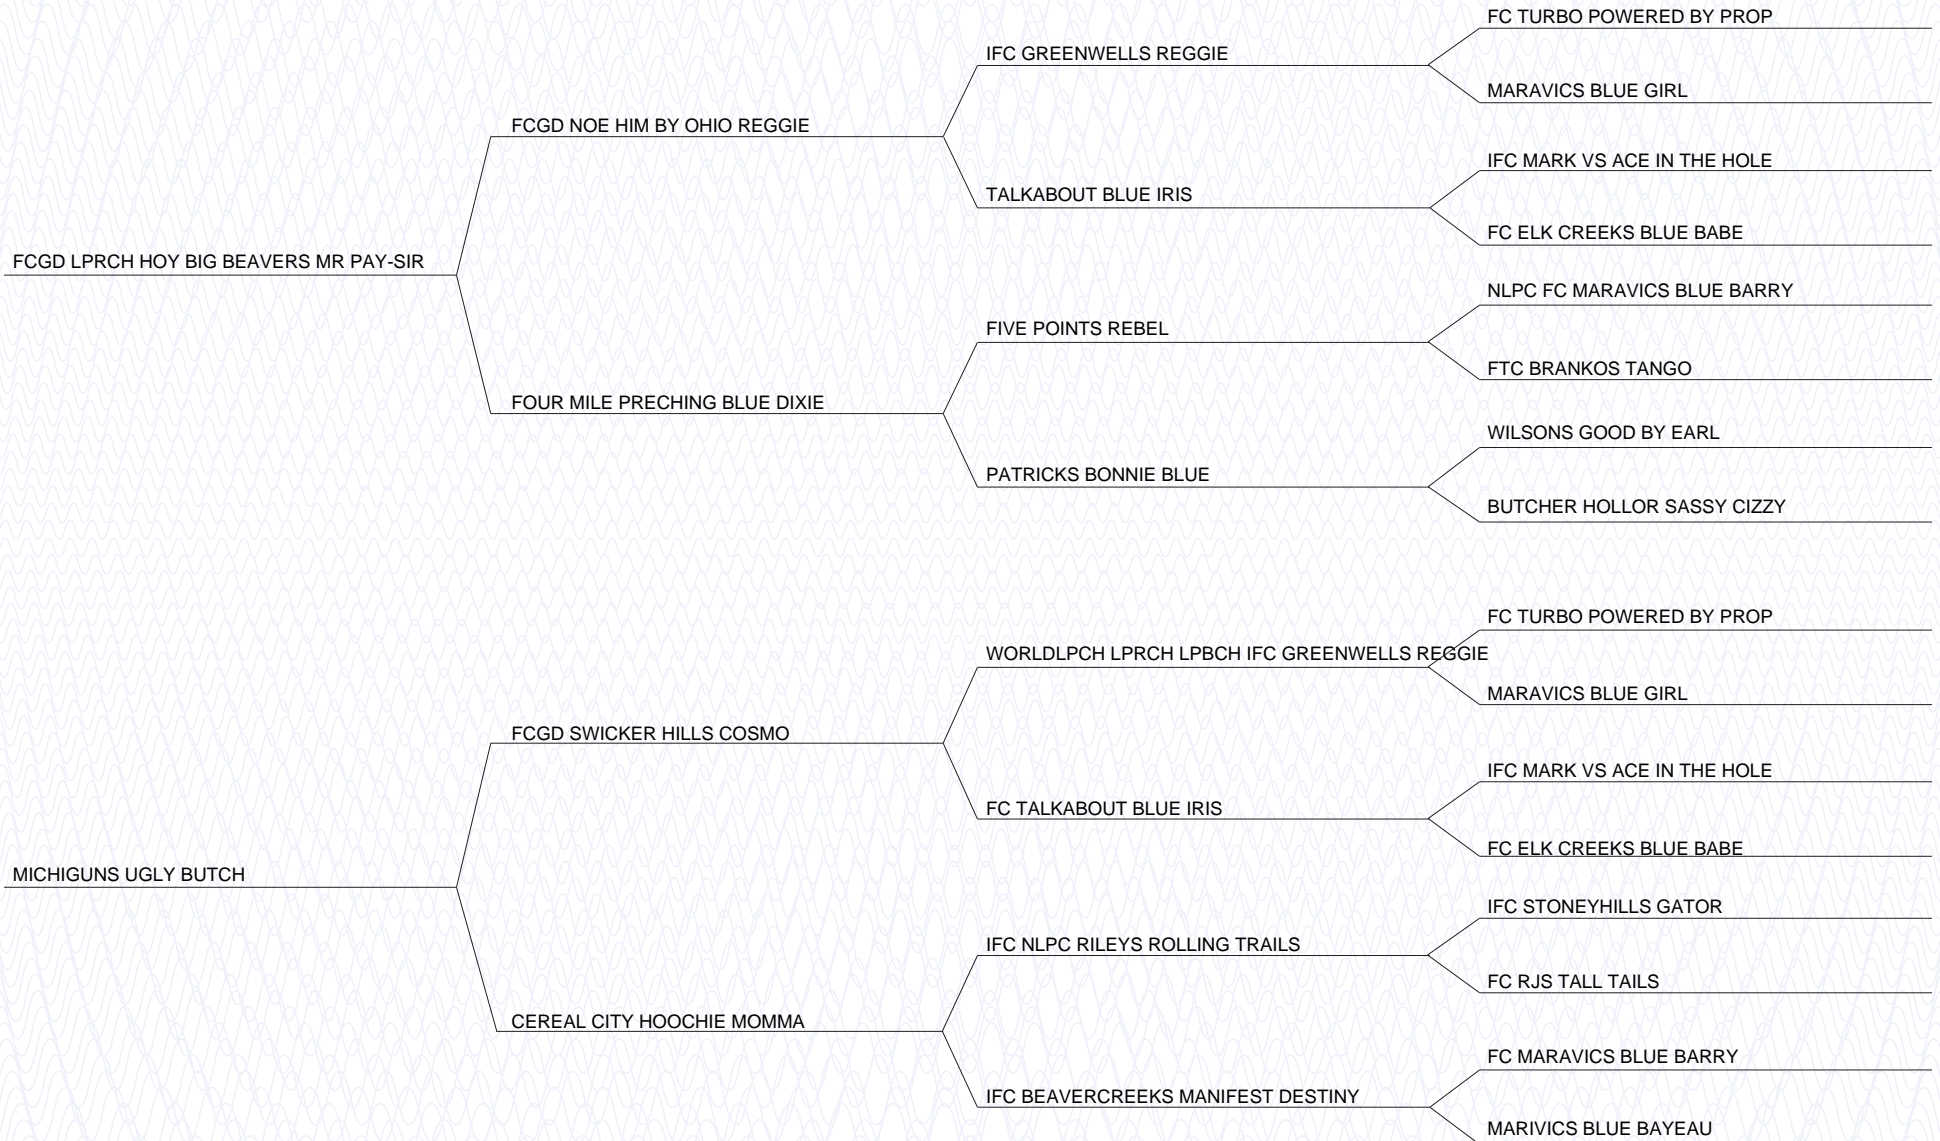 FC TURBO POWERED BY PROP
IFC GREENWELLS REGGIE
MARAVICS BLUE GIRL
FCGD NOE HIM BY OHIO REGGIE
IFC MARK VS ACE IN THE HOLE
TALKABOUT BLUE IRIS
FC ELK CREEKS BLUE BABE
FCGD LPRCH HOY BIG BEAVERS MR PAY-SIR
NLPC FC MARAVICS BLUE BARRY
FIVE POINTS REBEL
FTC BRANKOS TANGO
FOUR MILE PRECHING BLUE DIXIE
WILSONS GOOD BY EARL
PATRICKS BONNIE BLUE
BUTCHER HOLLOR SASSY CIZZY
FC TURBO POWERED BY PROP
WORLDLPCH LPRCH LPBCH IFC GREENWELLS REGGIE
MARAVICS BLUE GIRL
FCGD SWICKER HILLS COSMO
IFC MARK VS ACE IN THE HOLE
FC TALKABOUT BLUE IRIS
FC ELK CREEKS BLUE BABE
MICHIGUNS UGLY BUTCH
IFC STONEYHILLS GATOR
IFC NLPC RILEYS ROLLING TRAILS
FC RJS TALL TAILS
CEREAL CITY HOOCHIE MOMMA
FC MARAVICS BLUE BARRY
IFC BEAVERCREEKS MANIFEST DESTINY
MARIVICS BLUE BAYEAU